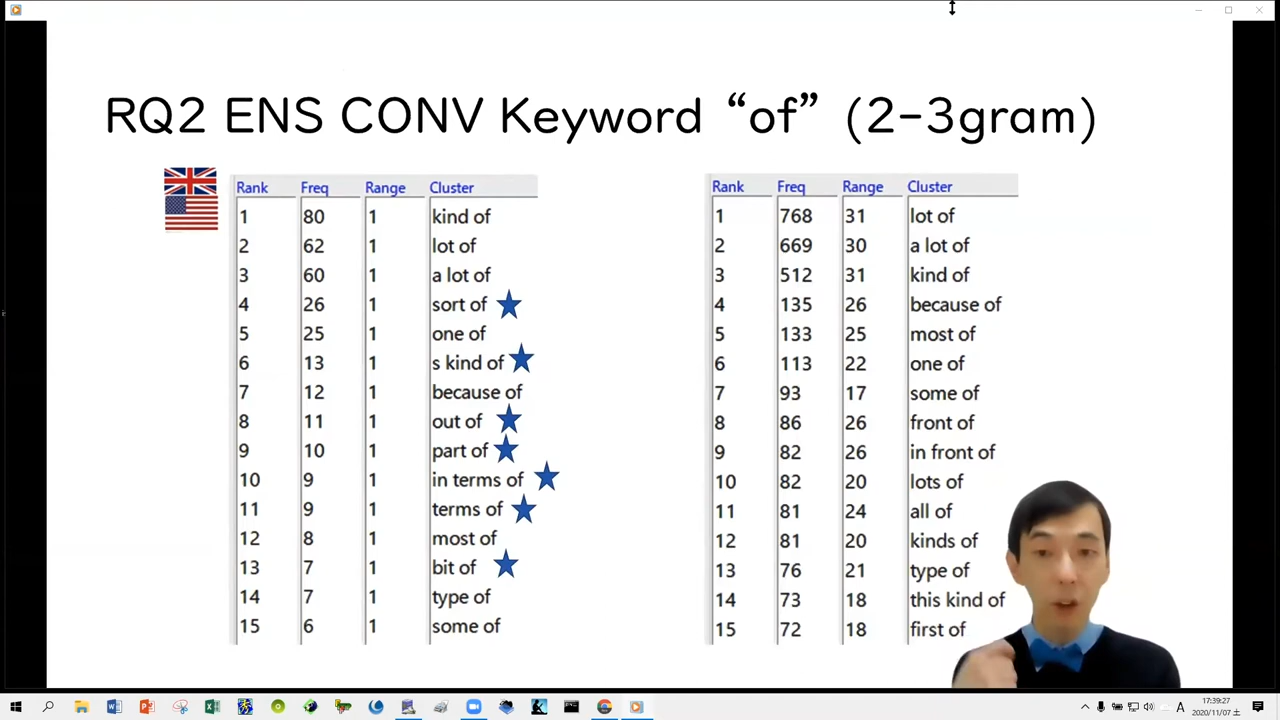 RQ2 ENS CONV Keyword “of” (2-3gram)
Rank Freq Range Cluster
1 80 1 kind of
2 62 1 lot of
3 60 1 a lot of
4 26 1 sort of
5 25 1 one of
6 13 1 s kind of
7 12 1 because of
8 11 1 out of
9 10 1 part of
10 9 1 in terms of
11 9 1 terms of
12 8 1 most of
13 7 1 bit of
14 7 1 type of
15 6 1 some of
Rank Freq Range Cluster
1 768 31 lot of
2 669 30 a lot of
3 512 31 kind of
4 135 26 because of
5 133 25 most of
6 113 22 one of
7 93 17 some of
8 86 26 front of
9 82 26 in front of
10 82 20 lots of
11 81 24 all of
12 81 20 kinds of
13 76 21 type of
14 73 18 this kind of
15 72 18 first of
A
17:39:27
2020/11/07 土